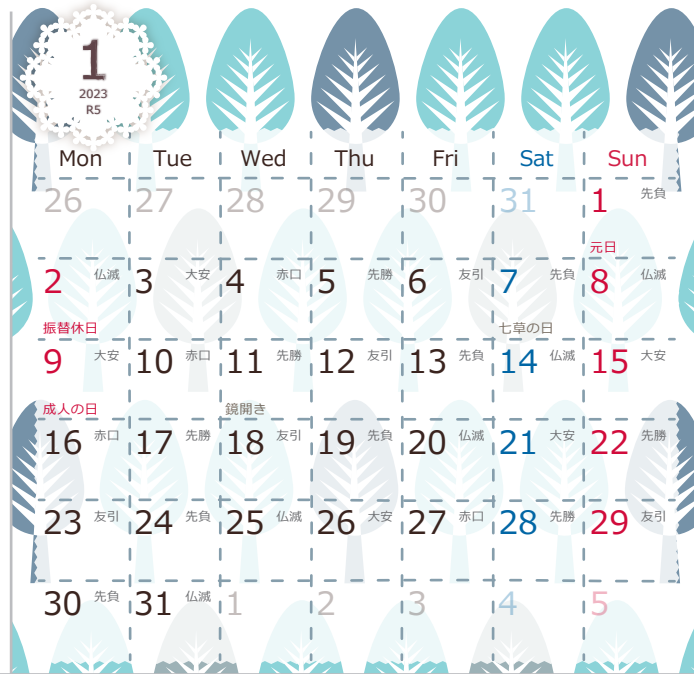 1
2023
R5
Mon Tue Wed Thu Fri Sat Sun
26 27 28 29 30 31 1 先負
元日
2 仏滅 3 大安 4 赤口 5 先勝 6 友引 7 先負 8 仏滅
振替休日 七草の日
9 大安 10 赤口 11 先勝 12 友引 13 先負 14 仏滅 15 大安
成人の日 鏡開き
16 赤口 17 先勝 18 友引 19 先負 20 仏滅 21 大安 22 先勝
23 友引 24 先負 25 仏滅 26 大安 27 赤口 28 先勝 29 友引
30 先負 31 仏滅 1 2 3 4 5